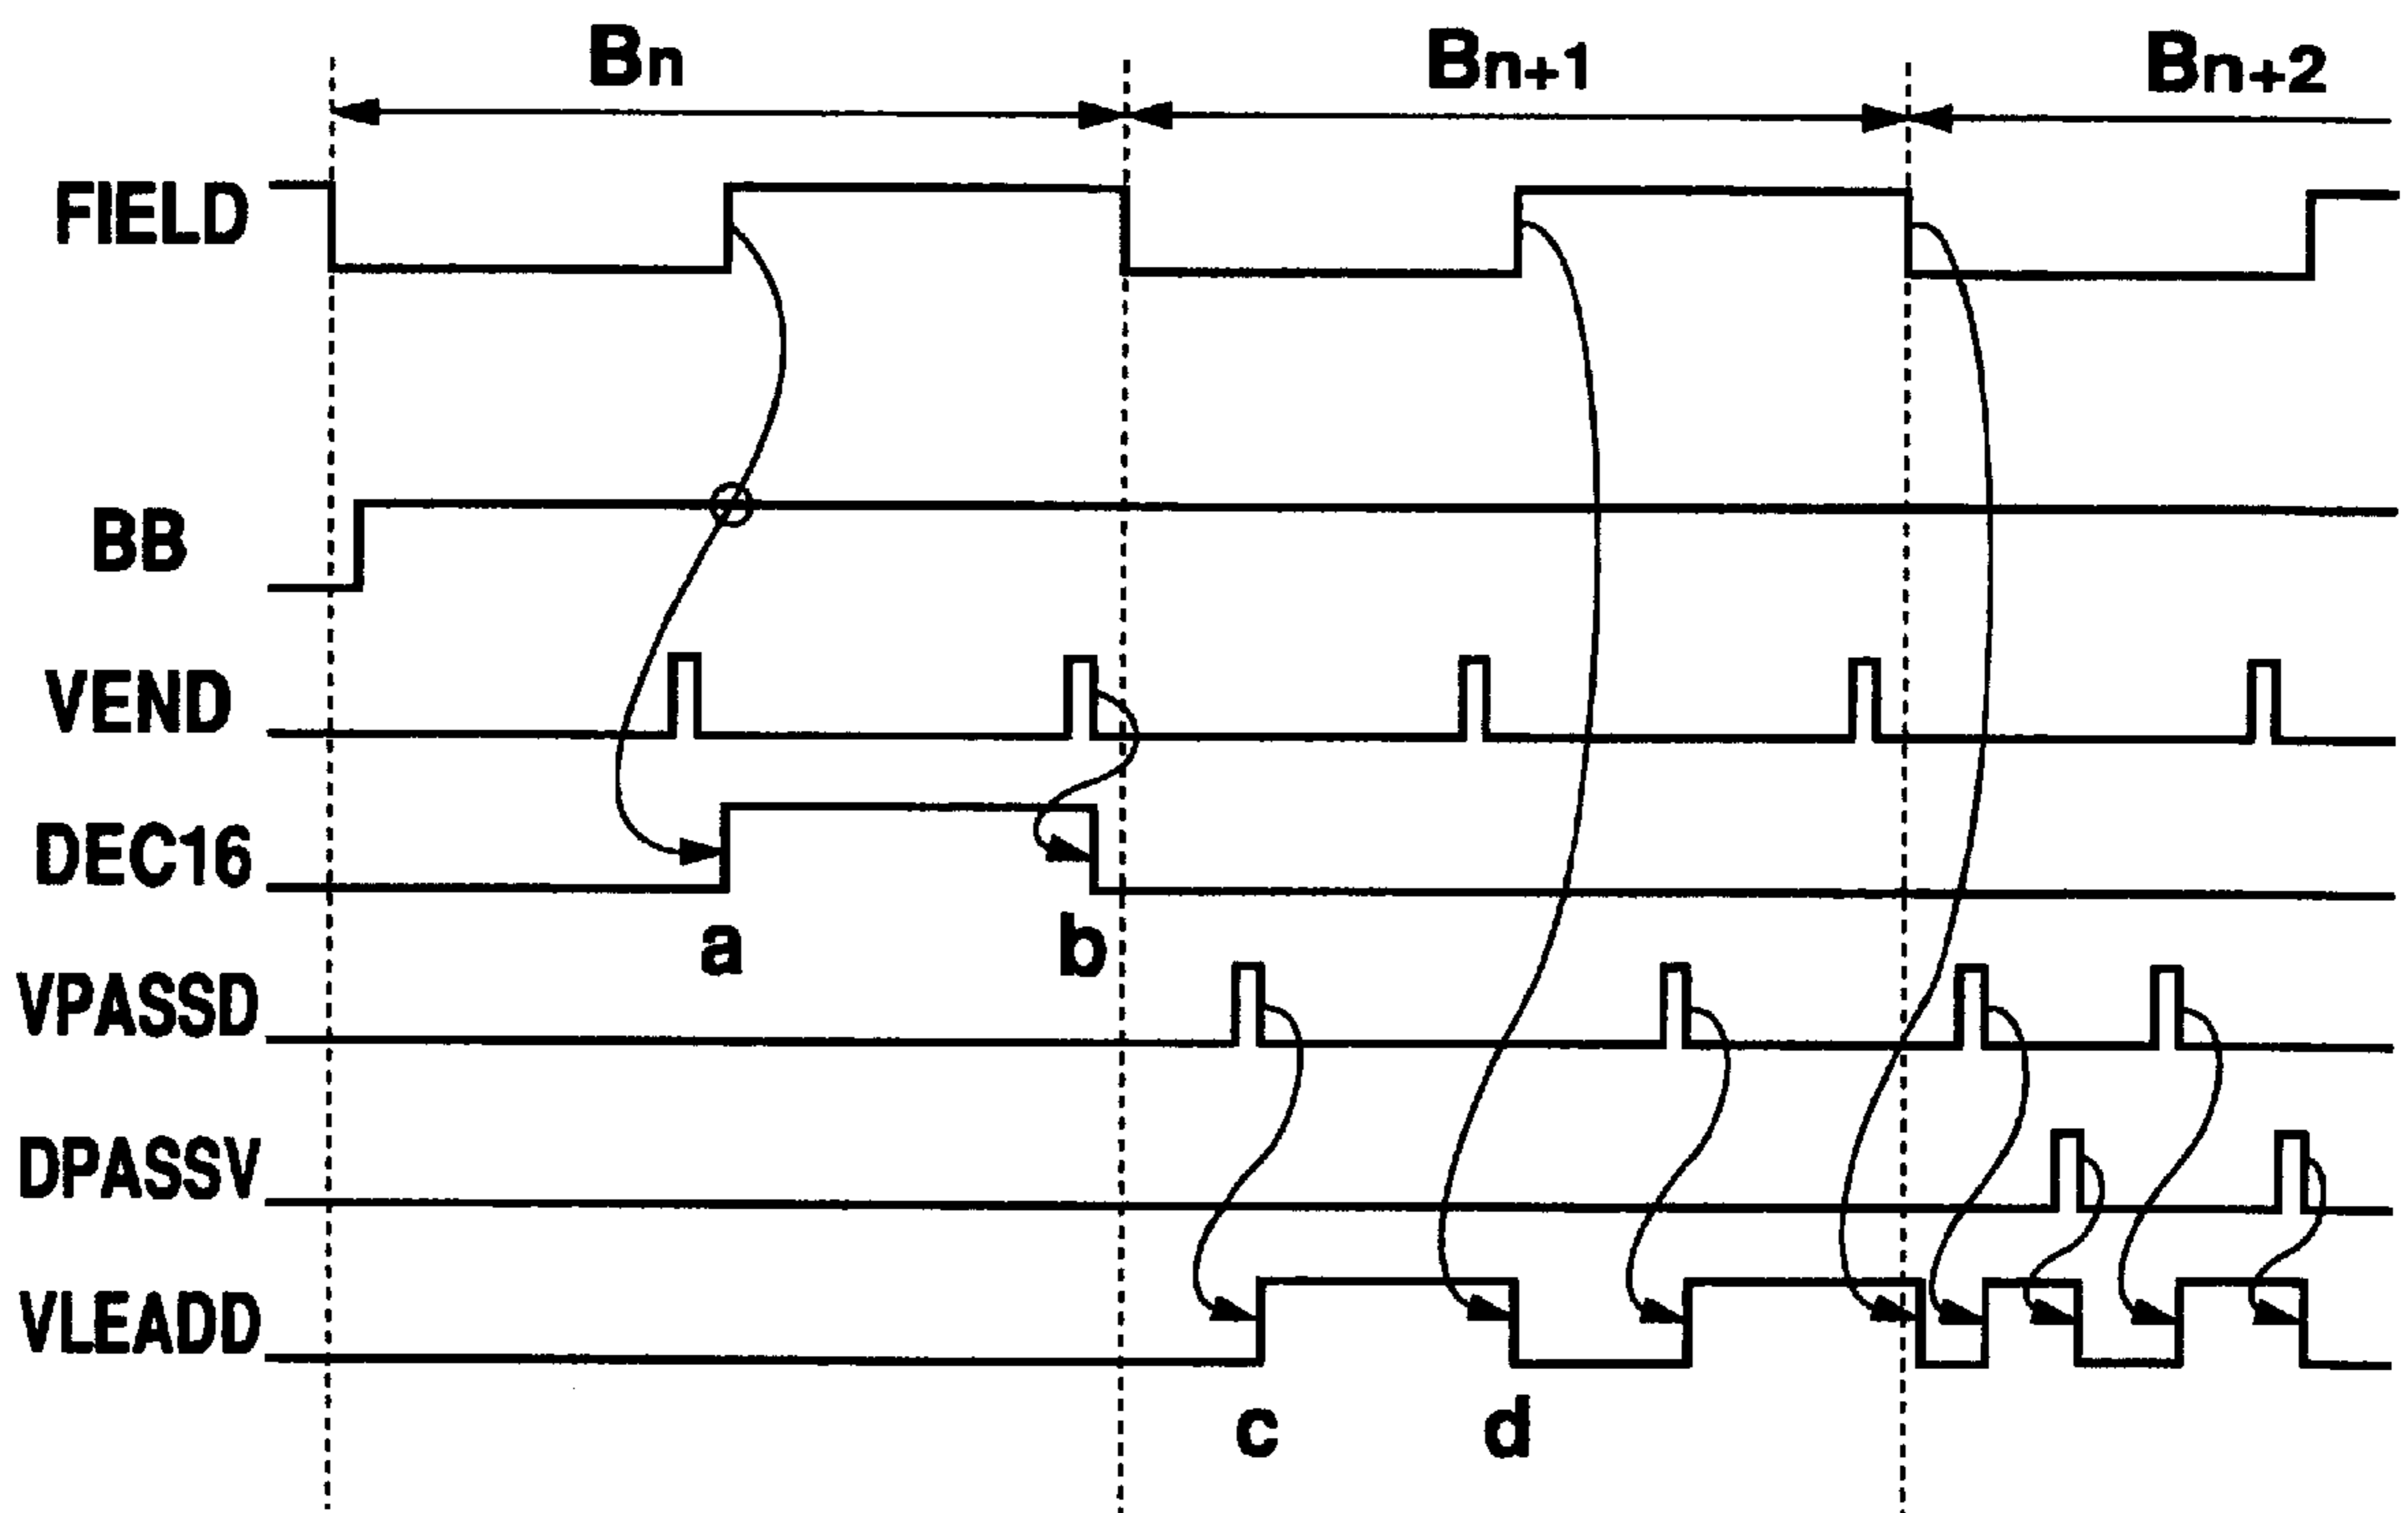 Bn Bn+1 Bn+2
FIELD
BB
VEND
DEC16
a b
VPASSD
DPASSV
VLEADD
c d